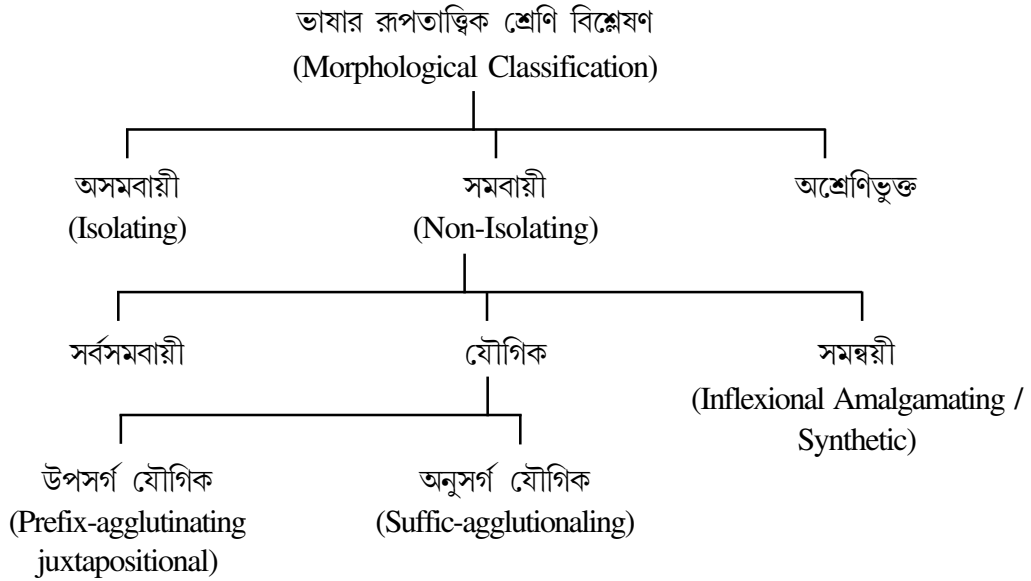 ভাষার রূপতাত্ত্বিক শ্রেণি বিশ্লেষণ
(Morphological Classification)
অসমবায়ী
(Isolating)
সমবায়ী
(Non-Isolating)
অশ্রেণিভুক্ত
সর্বসমবায়ী
যৌগিক
সমন্বয়ী
(Inflexional Amalgamating /
Synthetic)
উপসর্গ যৌগিক
(Prefix-agglutinating
juxtapositional)
অনুসর্গ যৌগিক
(Suffic-agglutionaling)